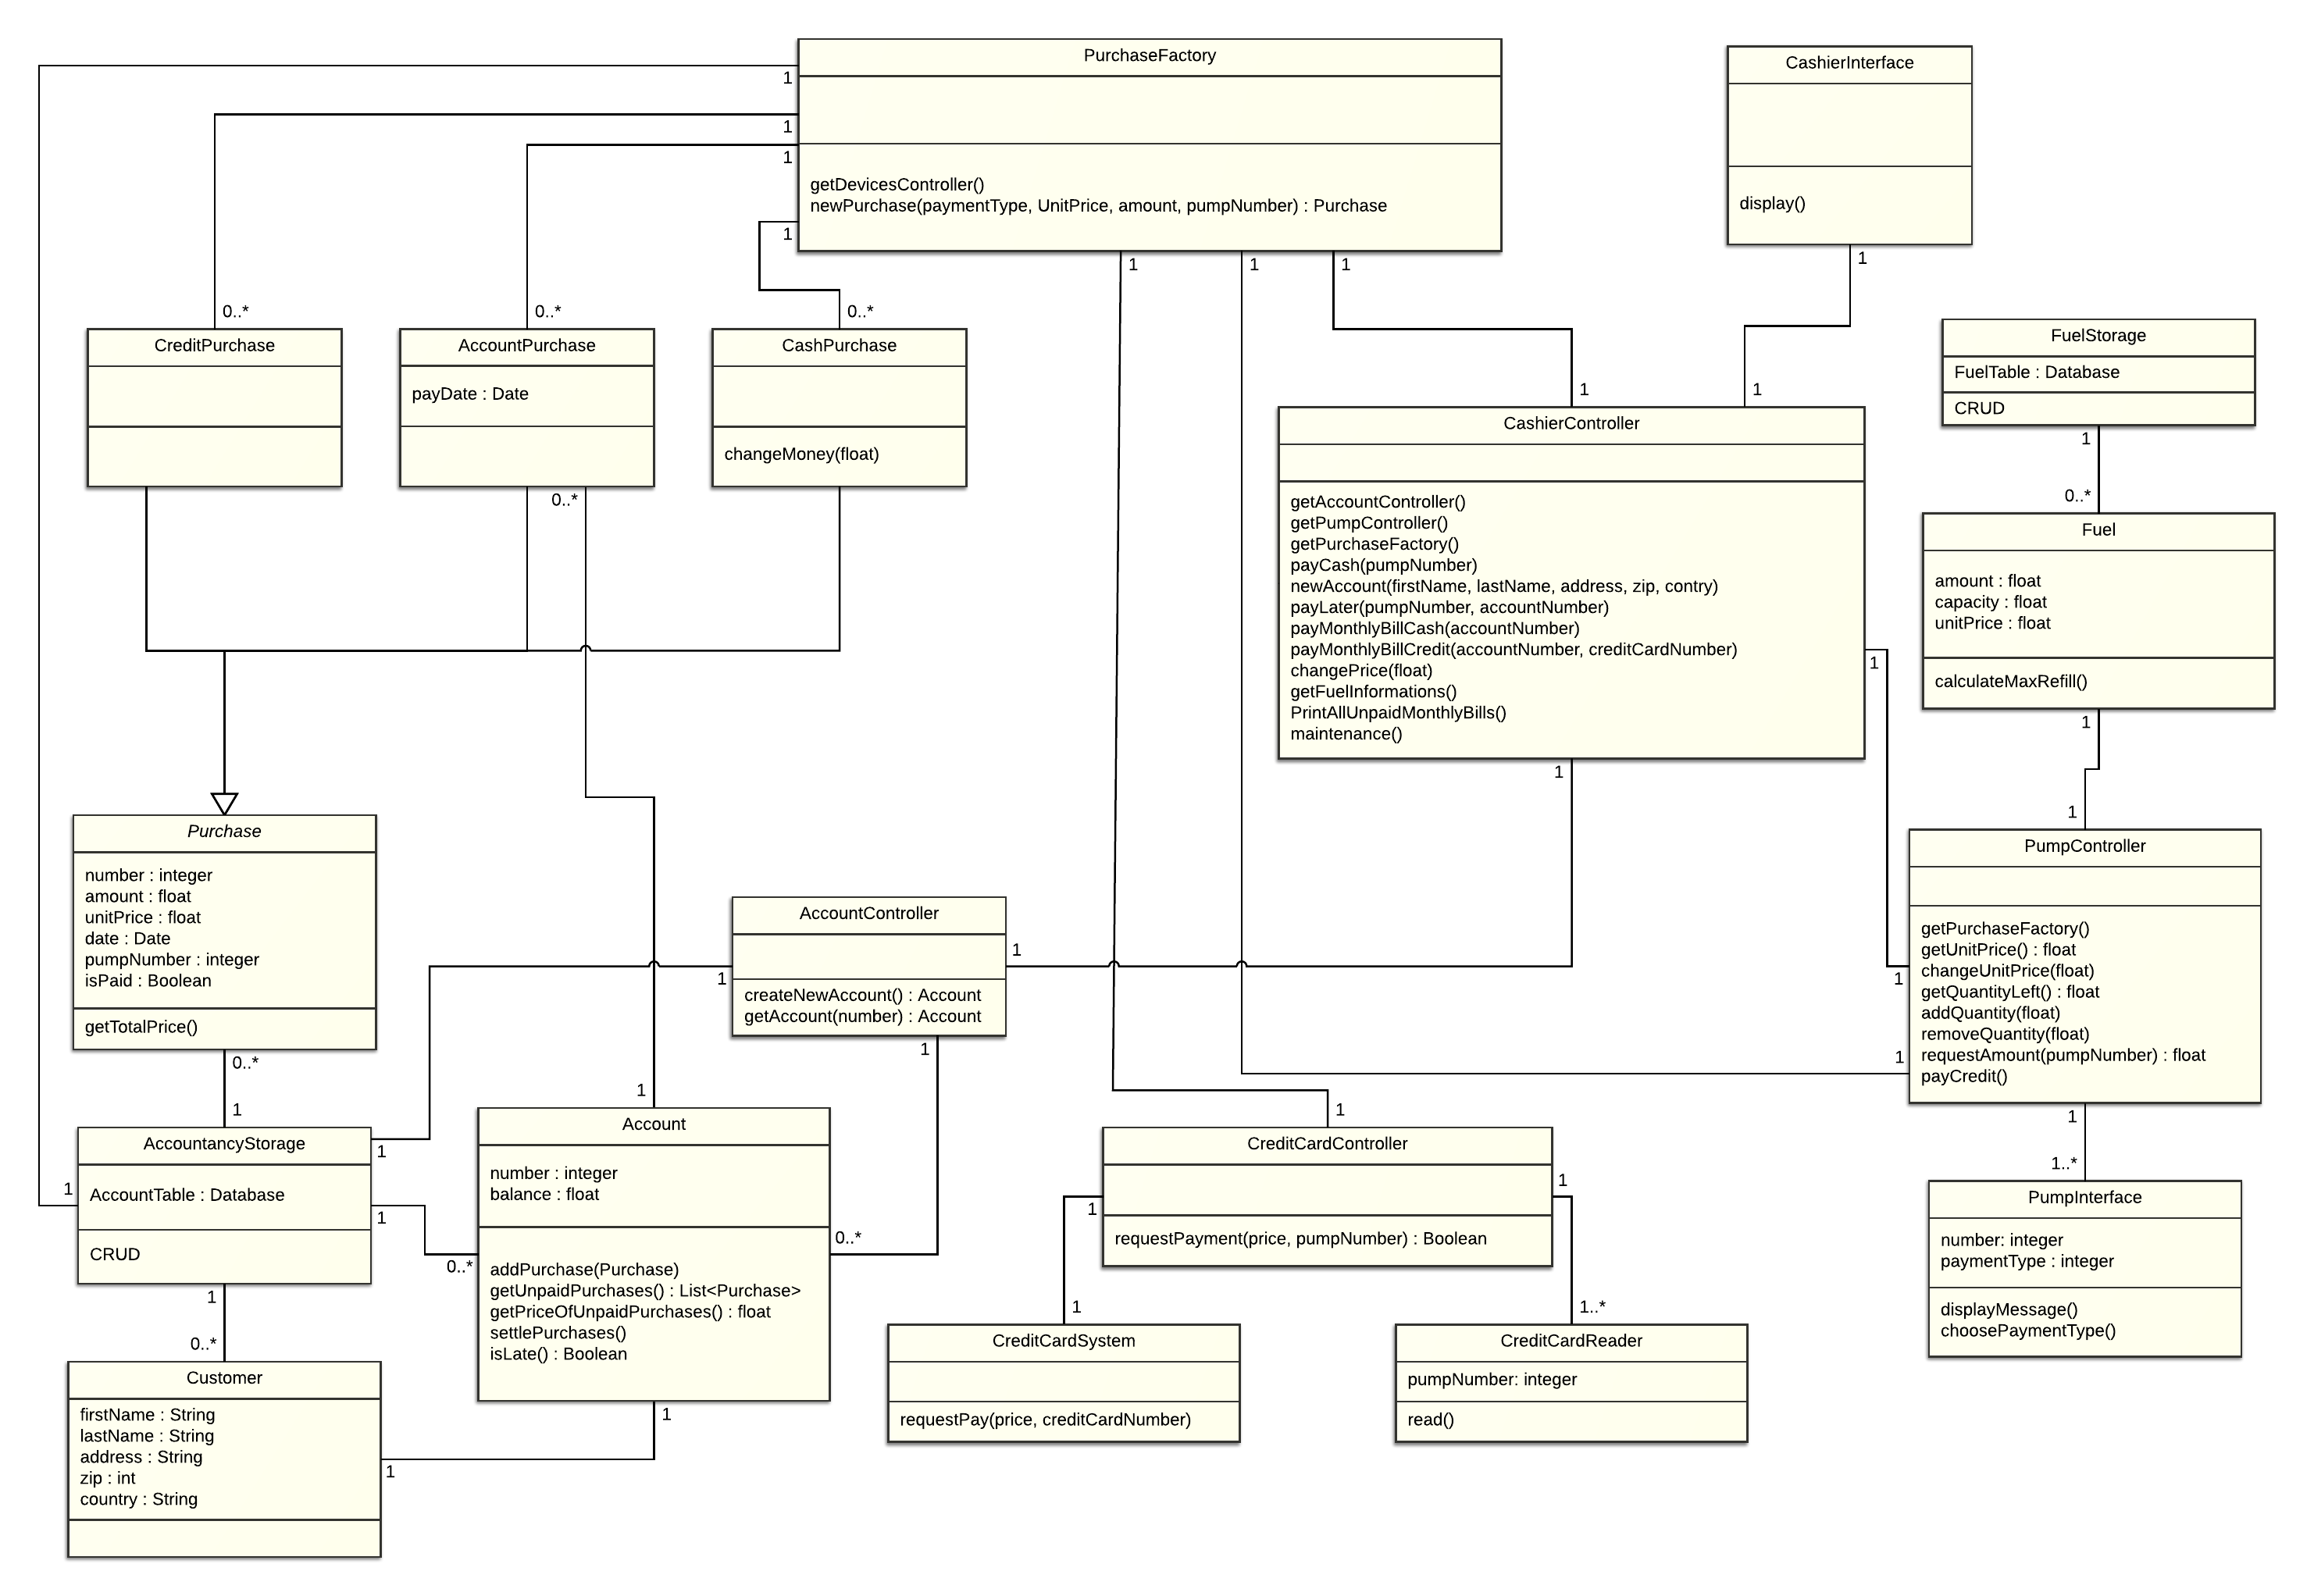 PurchaseFactory
1
1
1
getDevicesController()
newPurchase(paymentType, UnitPrice, amount, pumpNumber) : Purchase
1
1
1
1
CashierInterface
display()
1
0..*
CreditPurchase
0..*
AccountPurchase
payDate : Date
0..*
0..*
CashPurchase
changeMoney(float)
1
1
CashierController
getAccountController()
getPumpController()
getPurchaseFactory()
payCash(pumpNumber)
newAccount(firstName, lastName, address, zip, contry)
payLater(pumpNumber, accountNumber)
payMonthlyBillCash(accountNumber)
payMonthlyBillCredit(accountNumber, creditCardNumber)
changePrice(float)
getFuelInformations()
PrintAllUnpaidMonthlyBills()
maintenance()
1
1
FuelStorage
FuelTable : Database
CRUD
1
0..*
Fuel
amount : float
capacity : float
unitPrice : float
calculateMaxRefill()
1
1
PumpController
getPurchaseFactory()
getUnitPrice() : float
changeUnitPrice(float)
getQuantityLeft() : float
addQuantity(float)
removeQuantity(float)
requestAmount(pumpNumber) : float
payCredit()
1
1
1
1..*
PumpInterface
number: integer
paymentType : integer
displayMessage()
choosePaymentType()
Purchase
number : integer
amount : float
unitPrice : float
date : Date
pumpNumber : integer
isPaid : Boolean
getTotalPrice()
0..*
1
AccountController
1
1
createNewAccount() : Account
getAccount(number) : Account
1
AccountancyStorage
1
1
AccountTable : Database
1
CRUD
1
0..*
1
Account
number : integer
balance : float
0..*
0..*
addPurchase(Purchase)
getUnpaidPurchases() : List<Purchase>
getPriceOfUnpaidPurchases() : float
settlePurchases()
isLate() : Boolean
1
Customer
firstName : String
lastName : String
address : String
zip : int
country : String
1
1
CreditCardController
1
1
requestPayment(price, pumpNumber) : Boolean
1
CreditCardSystem
requestPay(price, creditCardNumber)
1..*
CreditCardReader
pumpNumber: integer
read()